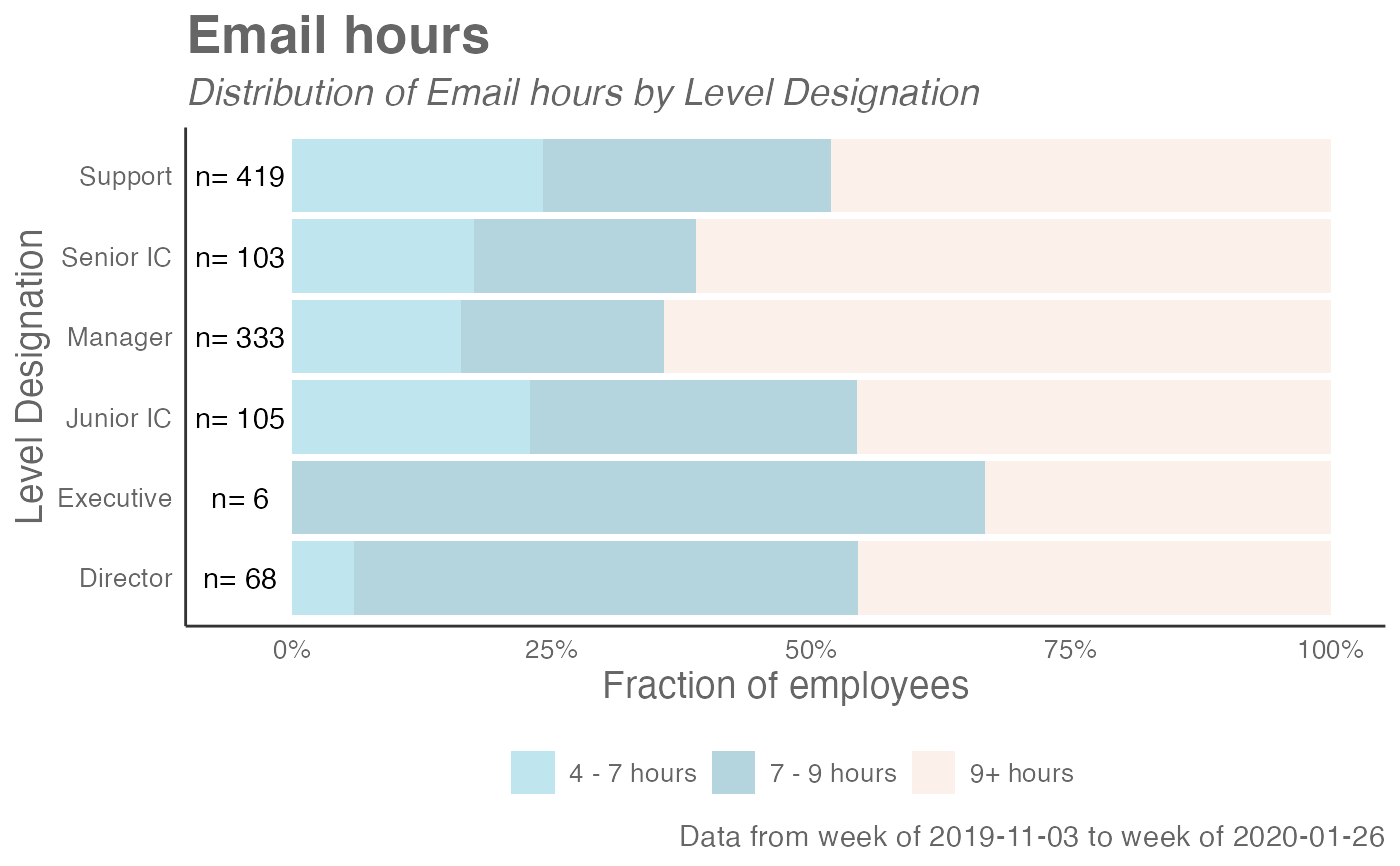 Email hours
Distribution of Email hours by Level Designation
Level Designation
Support n= 419
Senior IC n= 103
Manager n= 333
Junior IC n= 105
Executive n= 6
Director n= 68
0% 25% 50% 75% 100%
Fraction of employees
4 - 7 hours 7 - 9 hours 9+ hours
Data from week of 2019-11-03 to week of 2020-01-26